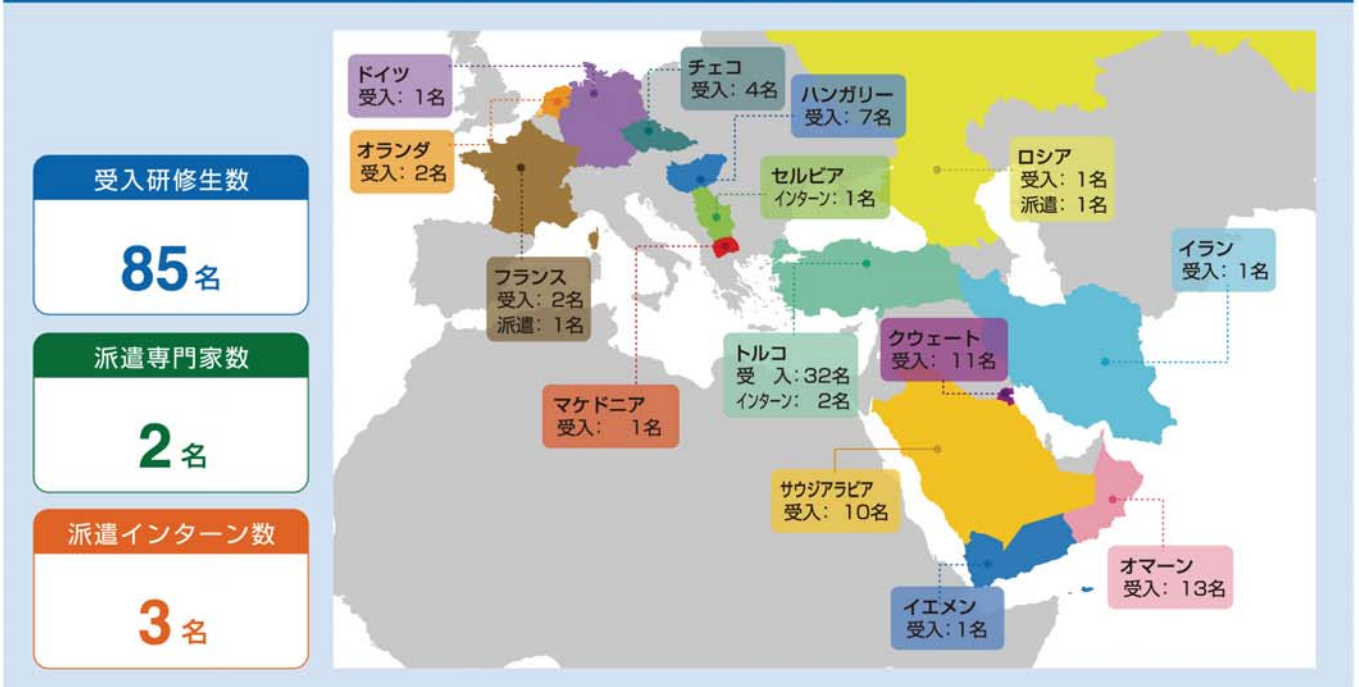 受入研修生数
85名
派遣専門家数
2名
派遣インターン数
3名
ドイツ
受入: 1名
オランダ
受入: 2名
フランス
受入: 2名
派遣: 1名
チェコ
受入: 4名
ハンガリー
受入: 7名
セルビア
インターン: 1名
マケドニア
受入: 1名
トルコ
受 入: 32名
インターン: 2名
ロシア
受入: 1名
派遣: 1名
イラン
受入: 1名
クウェート
受入: 11名
サウジアラビア
受入: 10名
イエメン
受入: 1名
オマーン
受入: 13名